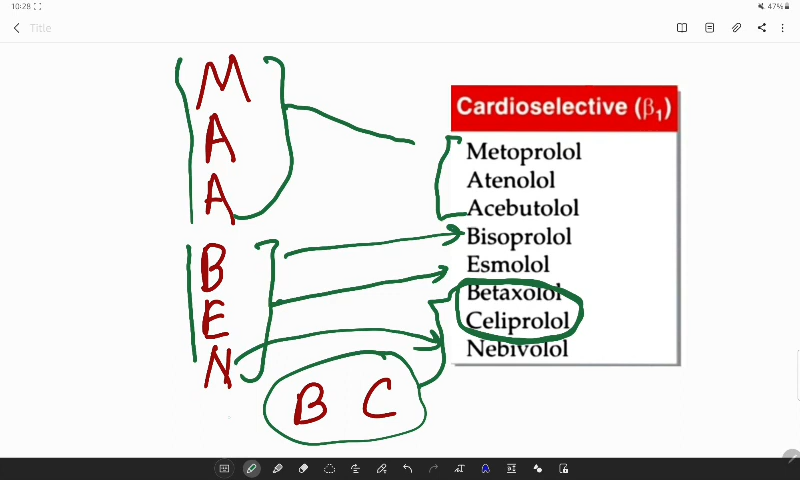 10:28
47%
Title
M
A
A
B
E
N
B C
Cardioselective (β₁)
Metoprolol
Atenolol
Acebutolol
Bisoprolol
Esmolol
Betaxolol
Celiprolol
Nebivolol